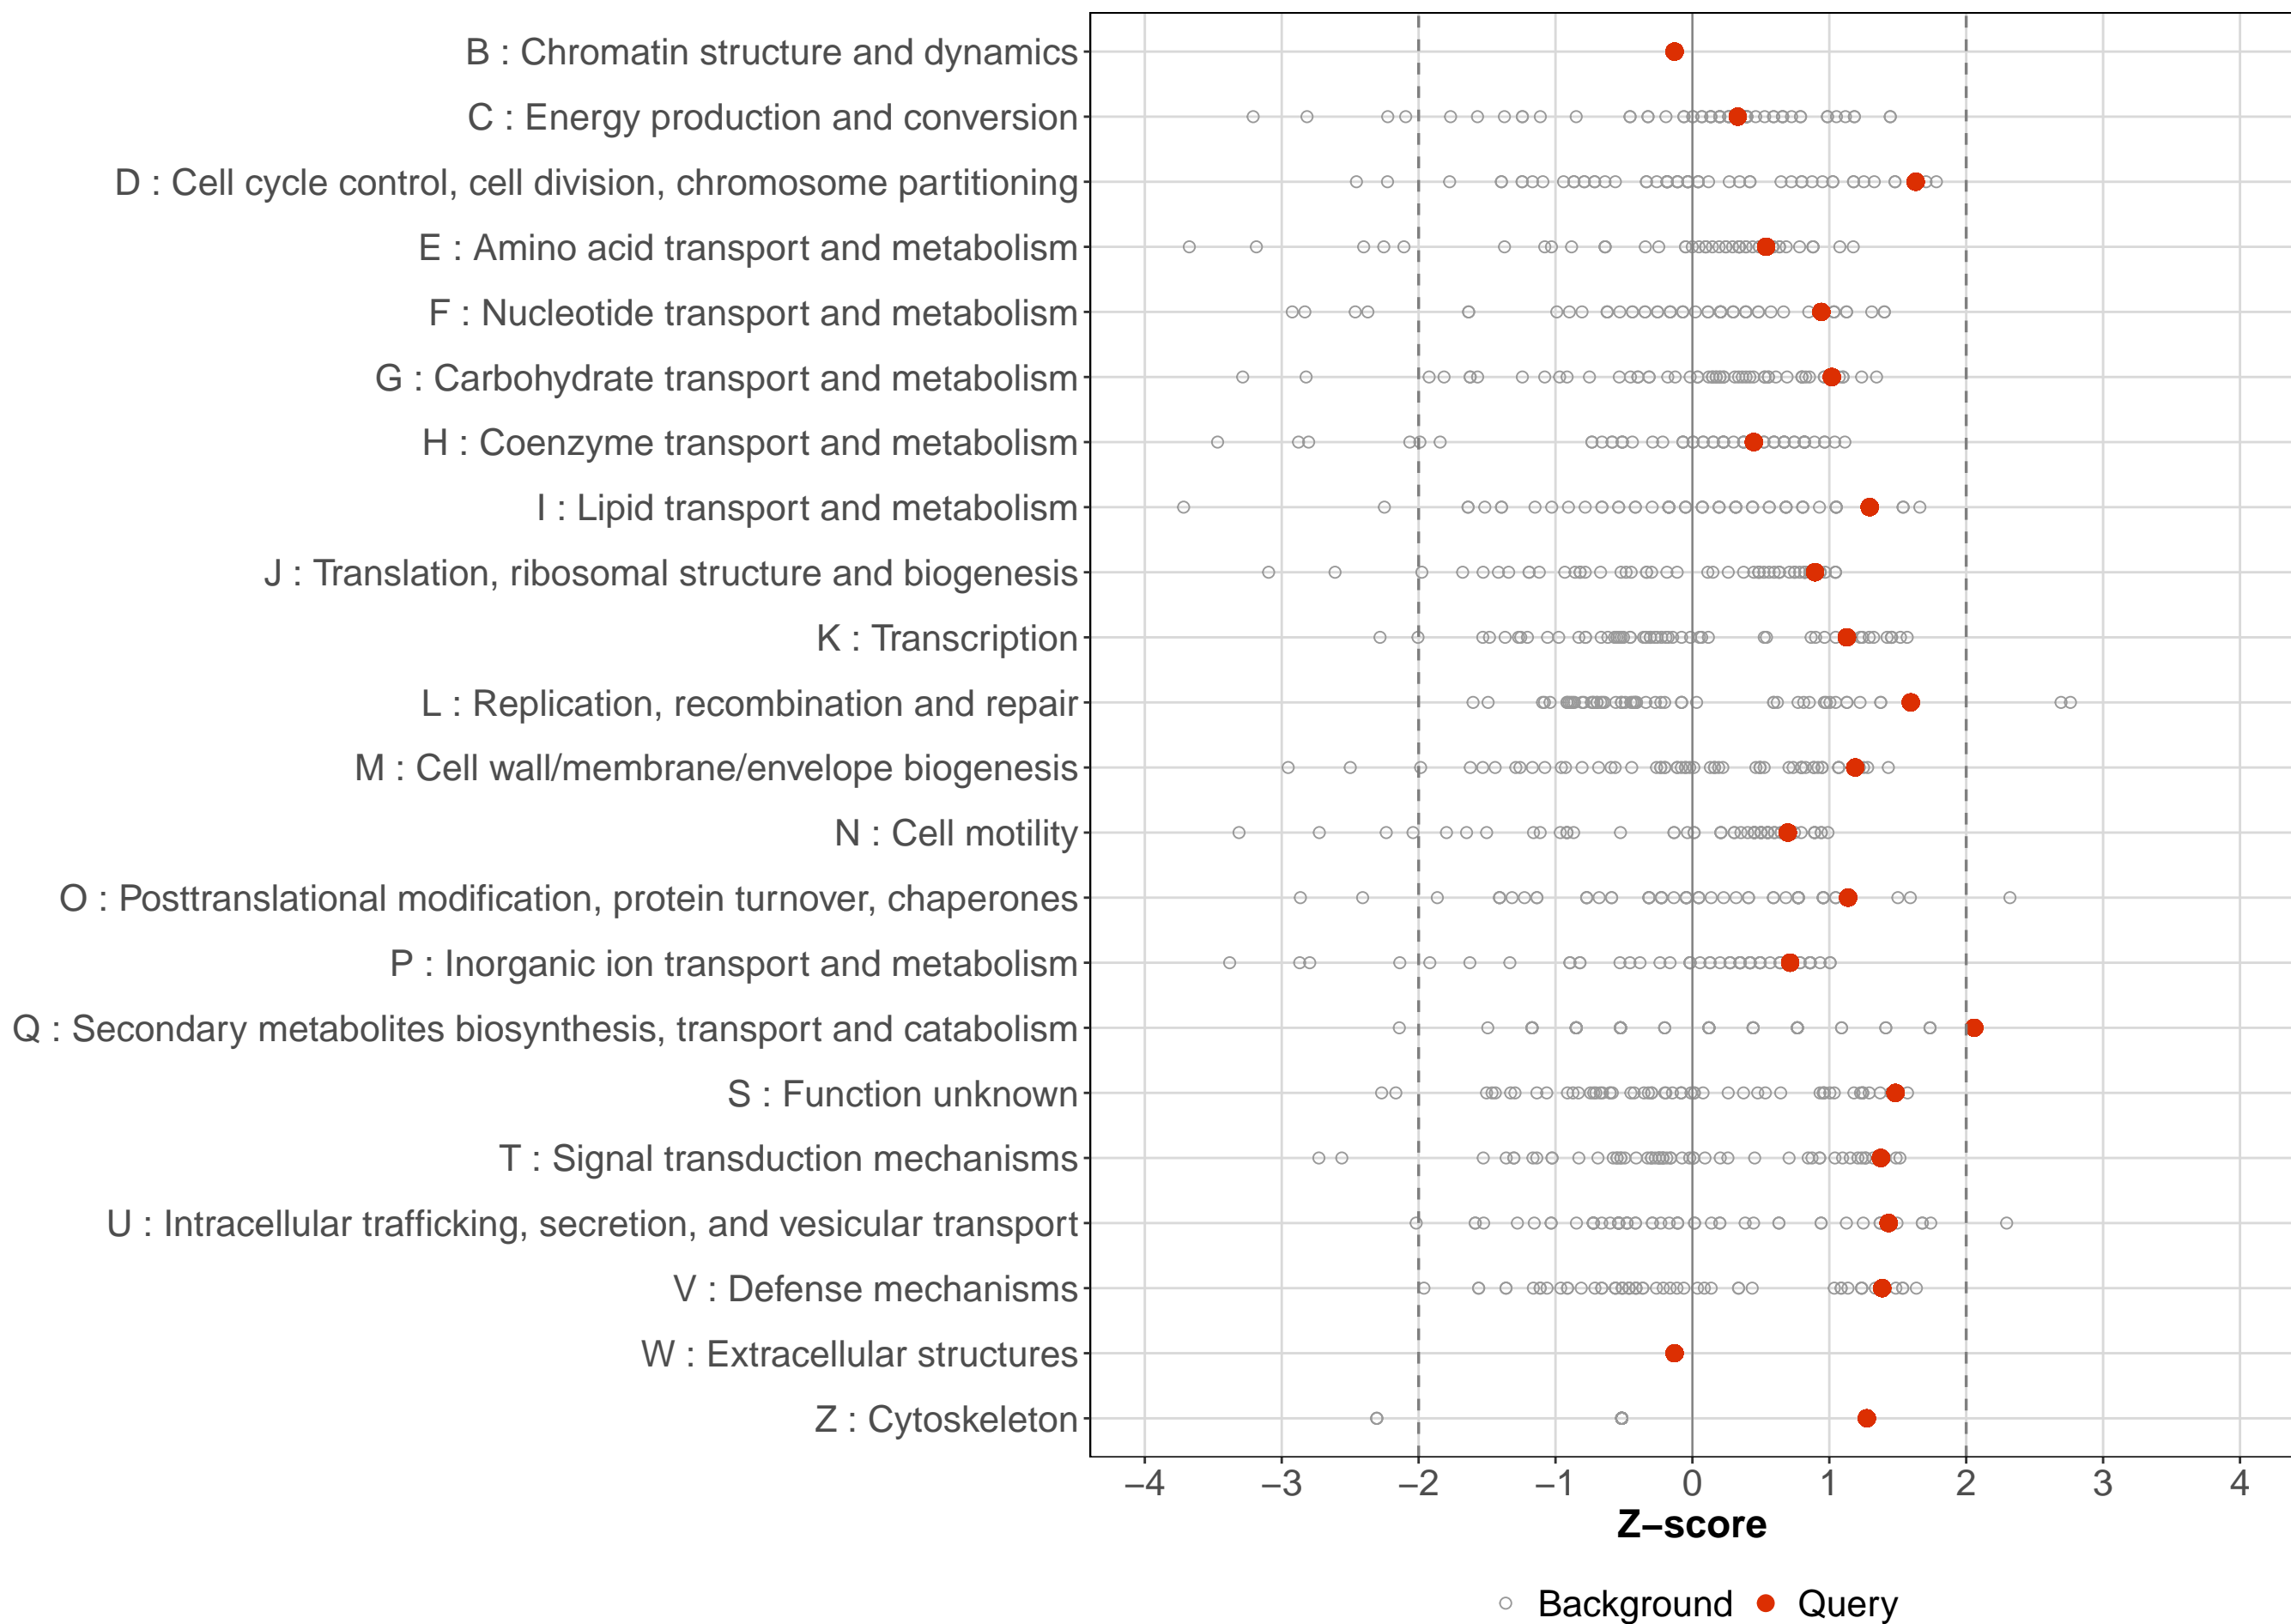 B : Chromatin structure and dynamics
C : Energy production and conversion
D : Cell cycle control, cell division, chromosome partitioning
E : Amino acid transport and metabolism
F : Nucleotide transport and metabolism
G : Carbohydrate transport and metabolism
H : Coenzyme transport and metabolism
I : Lipid transport and metabolism
J : Translation, ribosomal structure and biogenesis
K : Transcription
L : Replication, recombination and repair
M : Cell wall/membrane/envelope biogenesis
N : Cell motility
O : Posttranslational modification, protein turnover, chaperones
P : Inorganic ion transport and metabolism
Q : Secondary metabolites biosynthesis, transport and catabolism
S : Function unknown
T : Signal transduction mechanisms
U : Intracellular trafficking, secretion, and vesicular transport
V : Defense mechanisms
W : Extracellular structures
Z : Cytoskeleton
−4 −3 −2 −1 0 1 2 3 4
Z−score
Background Query